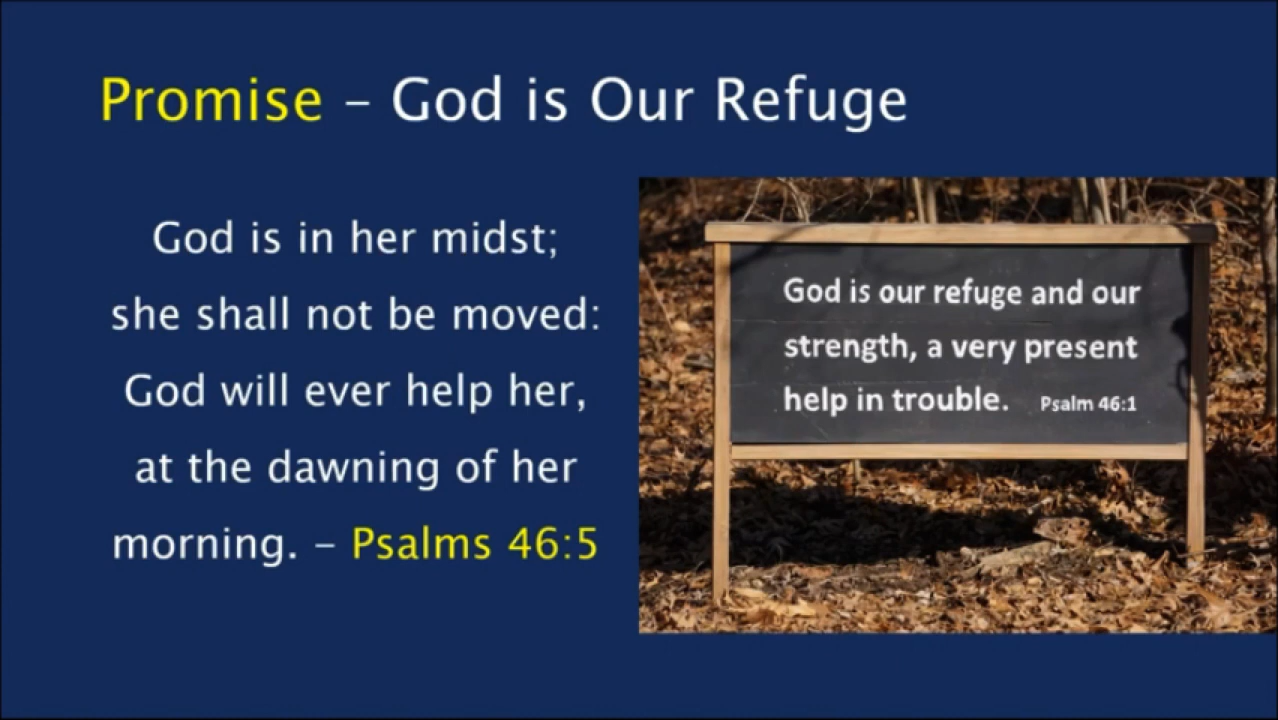 Promise – God is Our Refuge
God is in her midst;
she shall not be moved:
God will ever help her,
at the dawning of her
morning. – Psalms 46:5
God is our refuge and our
strength, a very present
help in trouble. Psalm 46:1